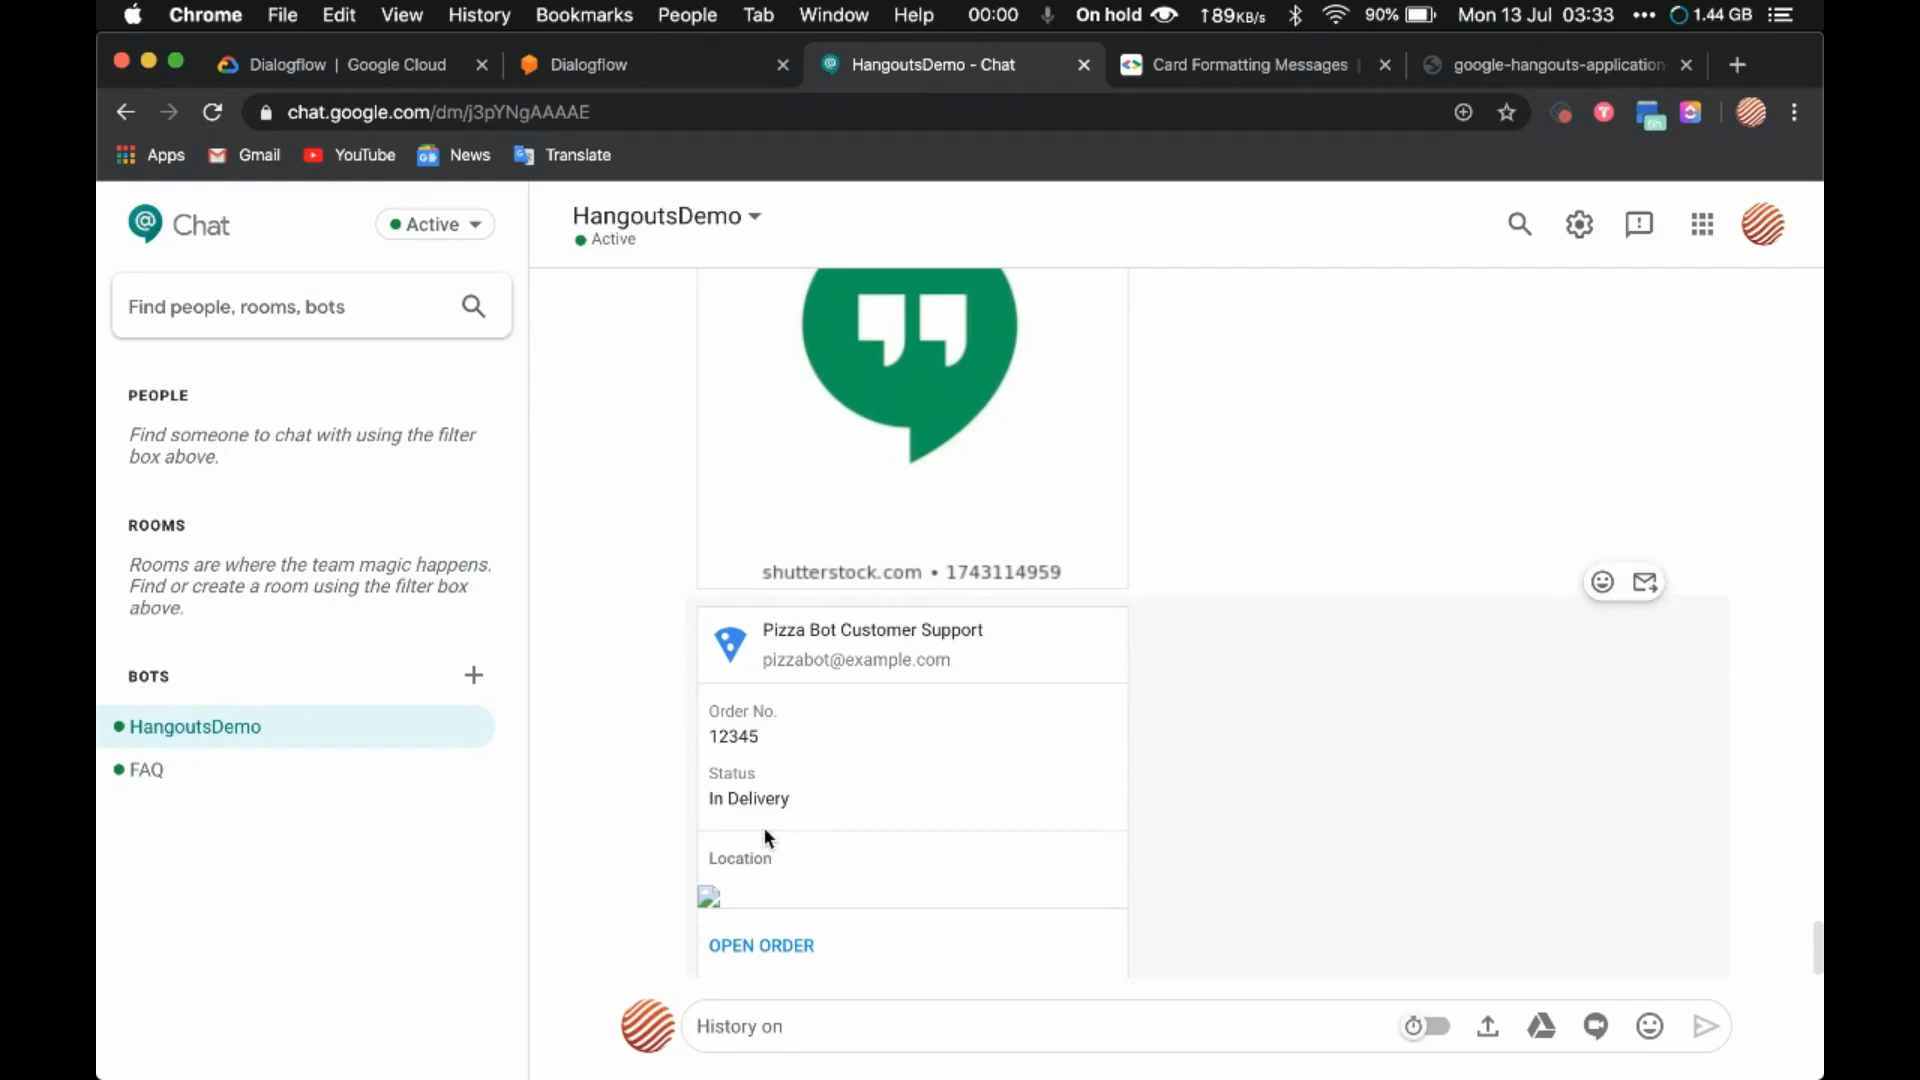 Chrome File Edit View History Bookmarks People Tab Window Help 00:00 On hold ↑89KB/s 90% Mon 13 Jul 03:33 ••• 1.44 GB
Dialogflow | Google Cloud
Dialogflow
HangoutsDemo - Chat
Card Formatting Messages |
google-hangouts-application
chat.google.com/dm/j3pYNgAAAAE
Apps Gmail YouTube News Translate
Chat
Active
HangoutsDemo
Active
Find people, rooms, bots
PEOPLE
Find someone to chat with using the filter
box above.
ROOMS
Rooms are where the team magic happens.
Find or create a room using the filter box
above.
BOTS
HangoutsDemo
FAQ
shutterstock.com • 1743114959
Pizza Bot Customer Support
pizzabot@example.com
Order No.
12345
Status
In Delivery
Location
OPEN ORDER
History on